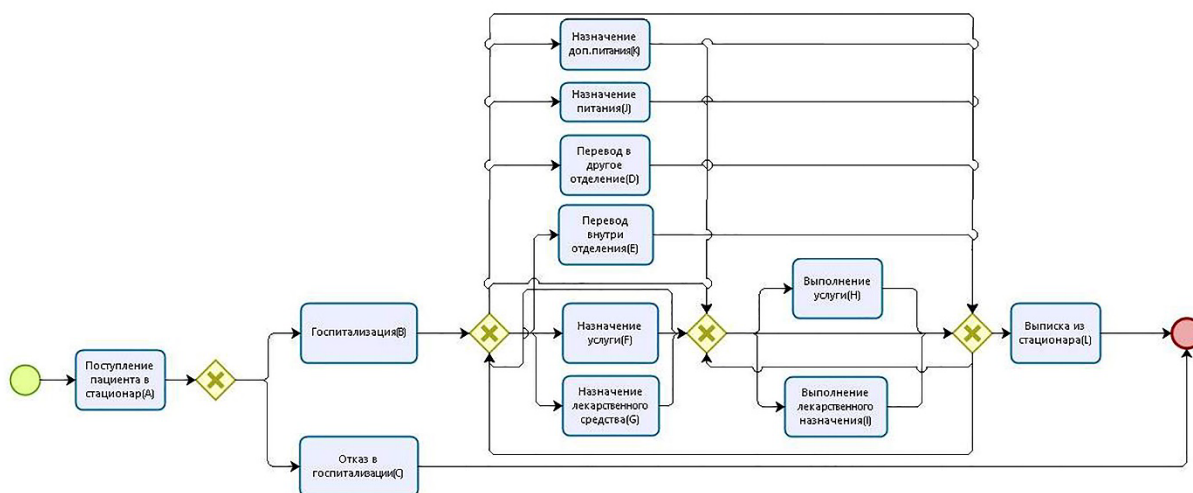 Назначение
доп.питания(K)
Назначение
питания(J)
Перевод в
другое
отделение(D)
Перевод
внутри
отделения(E)
Выполнение
услуги(H)
Госпитализация(B)
Назначение
услуги(F)
Выписка из
стационара(L)
Поступление
пациента в
стационар(A)
Назначение
лекарственного
средства(G)
Выполнение
лекарственного
назначения(I)
Отказ в
госпитализации(C)